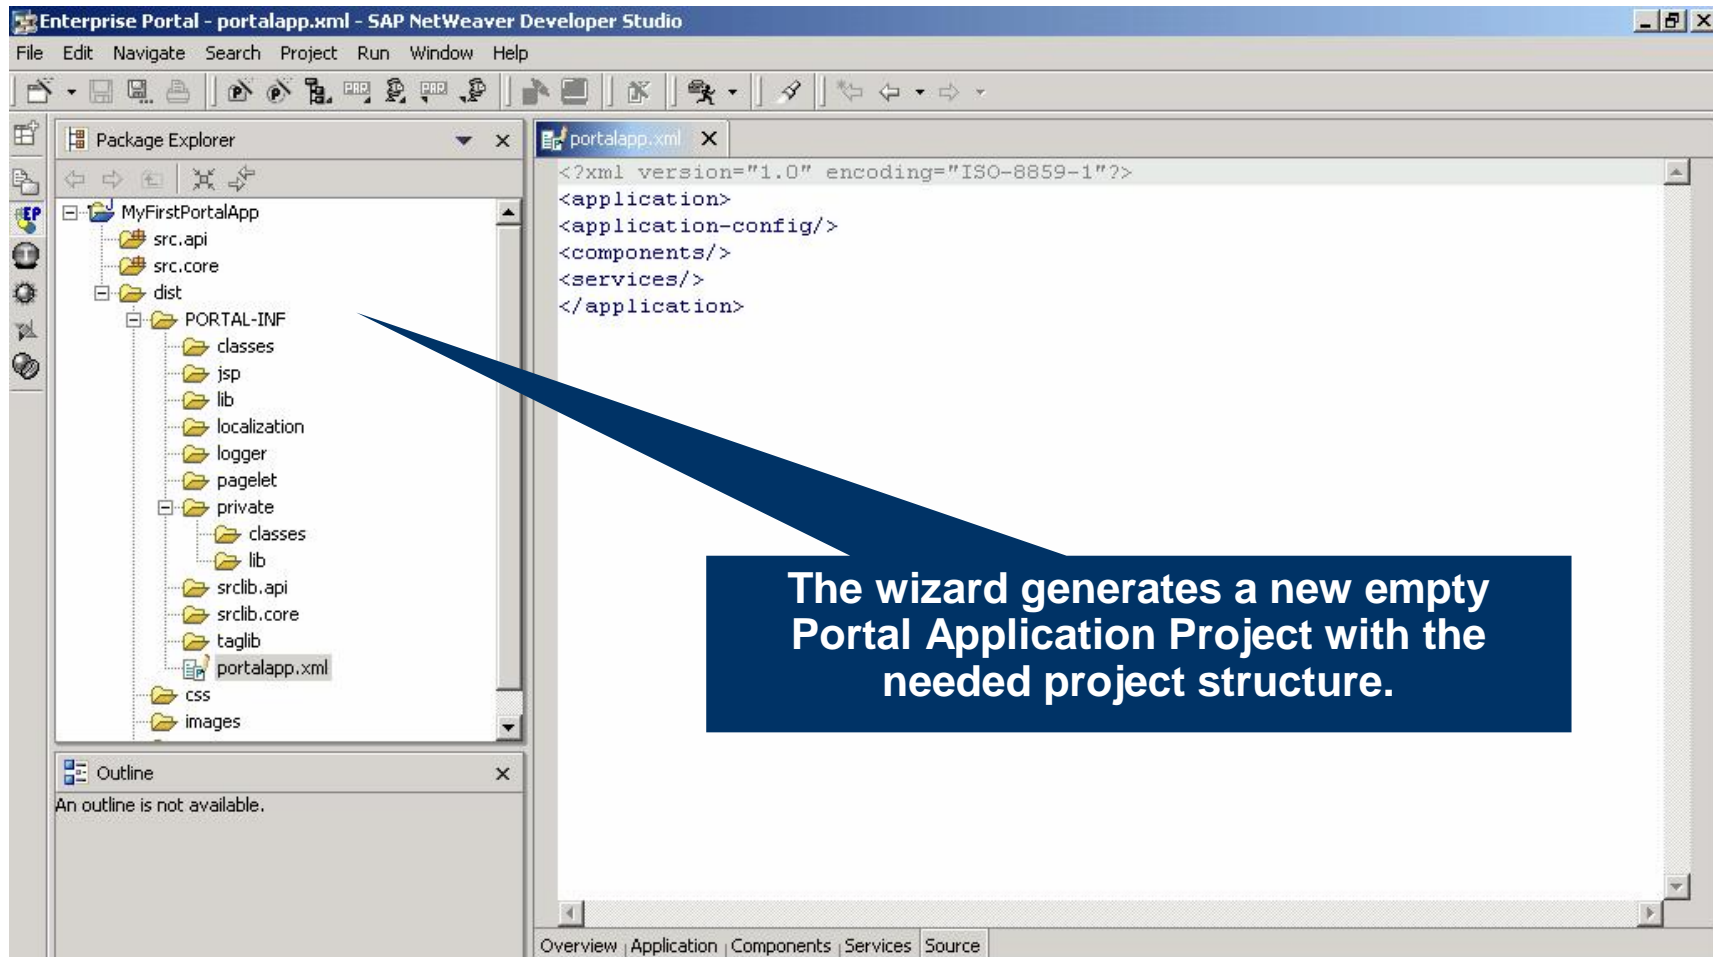 Enterprise Portal - portalapp.xml - SAP NetWeaver Developer Studio
File Edit Navigate Search Project Run Window Help
Package Explorer
MyFirstPortalApp
src.api
src.core
dist
PORTAL-INF
classes
jsp
lib
localization
logger
pagelet
private
classes
lib
srclib.api
srclib.core
taglib
portalapp.xml
css
images
Outline
An outline is not available.
portalapp.xml
<?xml version="1.0" encoding="ISO-8859-1"?>
<application>
<application-config/>
<components/>
<services/>
</application>
The wizard generates a new empty
Portal Application Project with the
needed project structure.
Overview Application Components Services Source